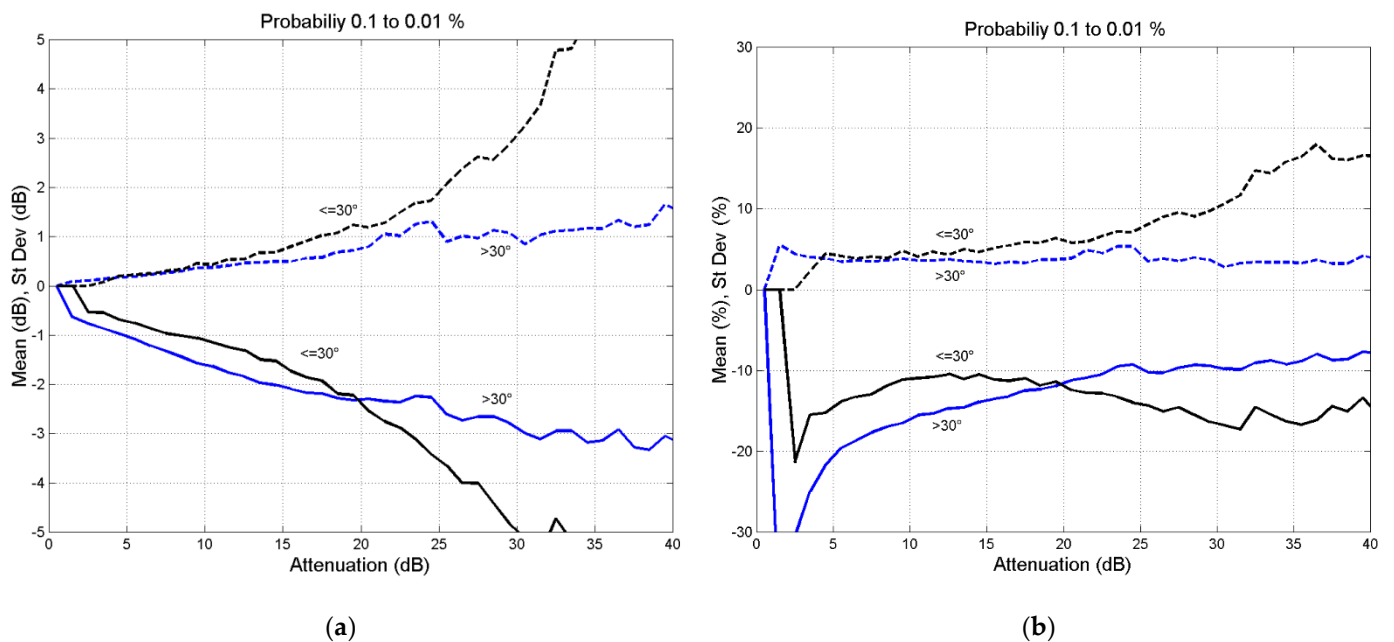 Probabiliy 0.1 to 0.01 %
5
4
3
2
1
0
-1
-2
-3
-4
-5
Mean (dB), St Dev (dB)
<=30°
>30°
<=30°
>30°
0 5 10 15 20 25 30 35 40
Attenuation (dB)
(a)
Probabiliy 0.1 to 0.01 %
30
20
10
0
-10
-20
-30
Mean (%), St Dev (%)
<=30°
>30°
<=30°
>30°
0 5 10 15 20 25 30 35 40
Attenuation (dB)
(b)